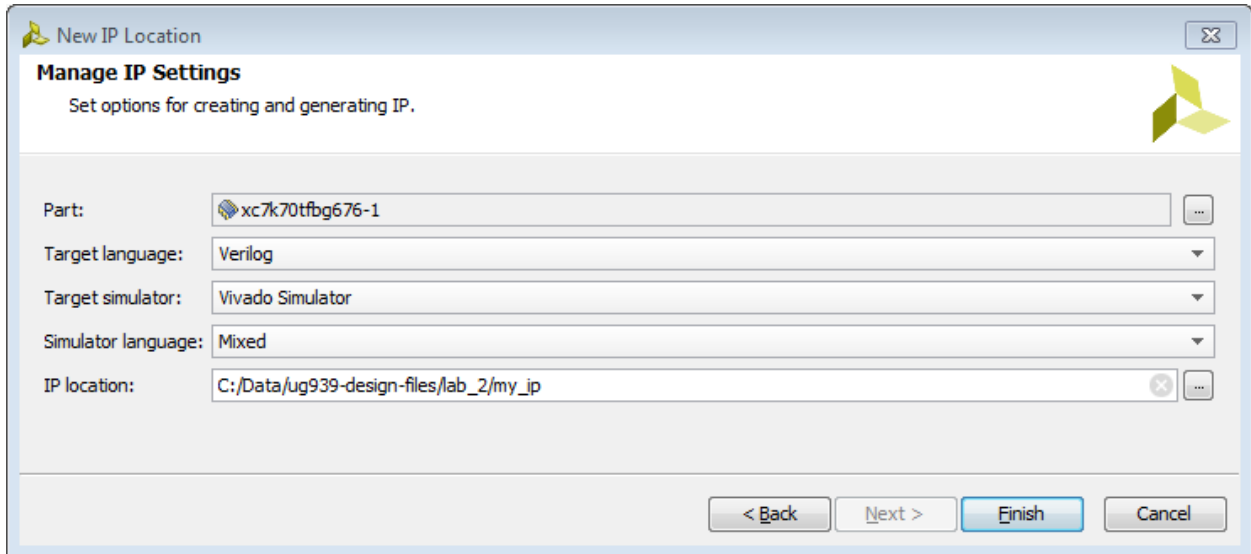 New IP Location
Manage IP Settings
Set options for creating and generating IP.
Part: xc7k70tfbg676-1 ...
Target language: Verilog
Target simulator: Vivado Simulator
Simulator language: Mixed
IP location: C:/Data/ug939-design-files/lab_2/my_ip ...
< Back Next > Finish Cancel